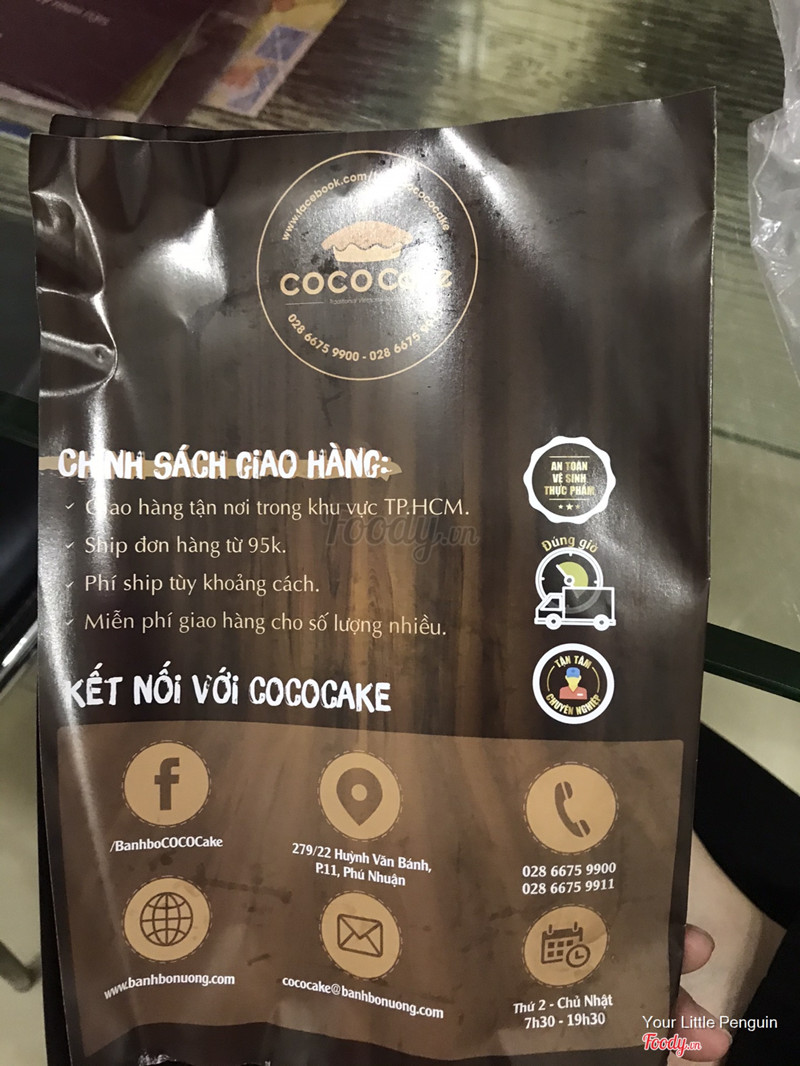 www.facebook.com/
COCO
028 6675 9900 - 028
CHÍNH SÁCH GIAO HÀNG:
Giao hàng tận nơi trong khu vực TP.HCM.
Ship đơn hàng từ 95k.
Phí ship tùy khoảng cách.
Miễn phí giao hàng cho số lượng nhiều.
AN TOÀN
VỆ SINH
THỰC PHẨM
Đúng giờ
TẬN TÂM
CHUYÊN NGHIỆP
KẾT NỐI VỚI COCOCAKE
/BanhboCOCOCake
279/22 Huỳnh Văn Bánh,
P.11, Phú Nhuận
028 6675 9900
028 6675 9911
www.banhbonuong.com
cococake@banhbonuong.com
Thứ 2 - Chủ Nhật
7h30 - 19h30
Foody.vn
Your Little Penguin
Foody.vn